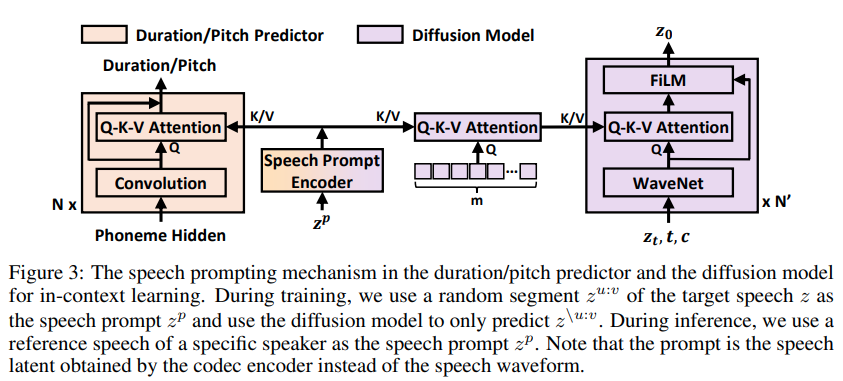 Duration/Pitch Predictor
Diffusion Model
Duration/Pitch
z₀
FiLM
K/V
K/V
K/V
Q-K-V Attention
Q-K-V Attention
Q-K-V Attention
Q
Q
Q
Speech Prompt
Encoder
...
Convolution
WaveNet
m
N x
x N’
zᵖ
Phoneme Hidden
zₜ, t, c
Figure 3: The speech prompting mechanism in the duration/pitch predictor and the diffusion model
for in-context learning. During training, we use a random segment z^{u:v} of the target speech z as
the speech prompt z^p and use the diffusion model to only predict z^{\u:v}. During inference, we use a
reference speech of a specific speaker as the speech prompt z^p. Note that the prompt is the speech
latent obtained by the codec encoder instead of the speech waveform.